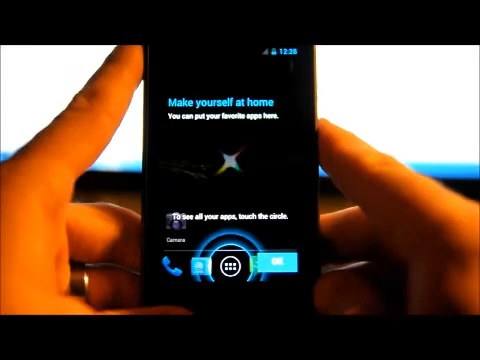 12:26
Make yourself at home
You can put your favorite apps here.
To see all your apps, touch the circle.
Camera
OK